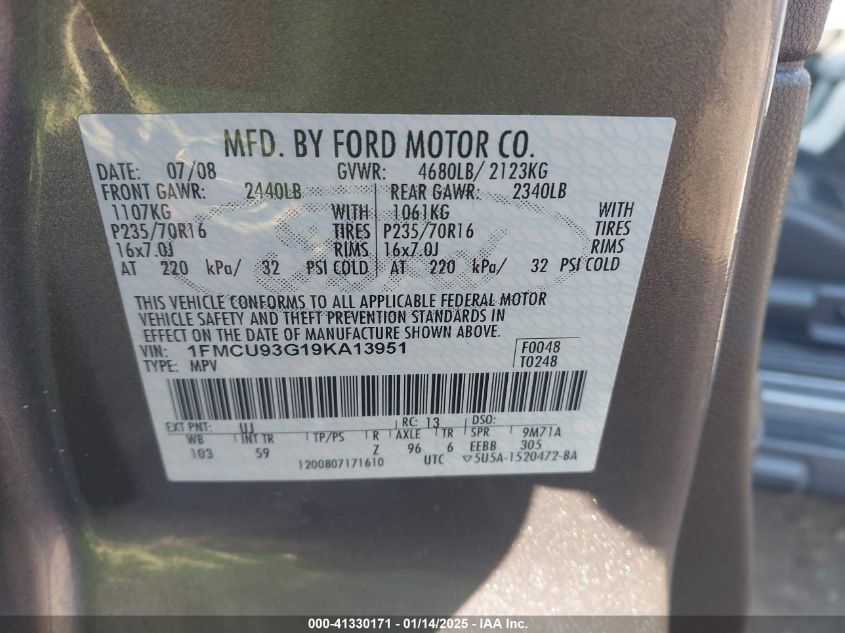 MFD. BY FORD MOTOR CO.
DATE: 07/08 GVWR: 4680LB/ 2123KG
FRONT GAWR: 2440LB REAR GAWR: 2340LB
1107KG WITH 1061KG WITH
P235/70R16 TIRES P235/70R16 TIRES
16x7.0J RIMS 16x7.0J RIMS
AT 220 kPa/ 32 PSI COLD AT 220 kPa/ 32 PSI COLD
Ford
THIS VEHICLE CONFORMS TO ALL APPLICABLE FEDERAL MOTOR
VEHICLE SAFETY AND THEFT PREVENTION STANDARDS IN
EFFECT ON THE DATE OF MANUFACTURE SHOWN ABOVE.
VIN: 1FMCU93G19KA13951 F0048
TYPE: MPV T0248
EXT PNT: UJ RC: 13 DSO:
WB INT TR TP/PS R AXLE TR SPR 9M71A
103 59 Z 96 6 EEBB 305
1200807171610 UTC ▽5U5A-1520472-BA
000-41330171 | 01/14/2025 - IAA Inc.